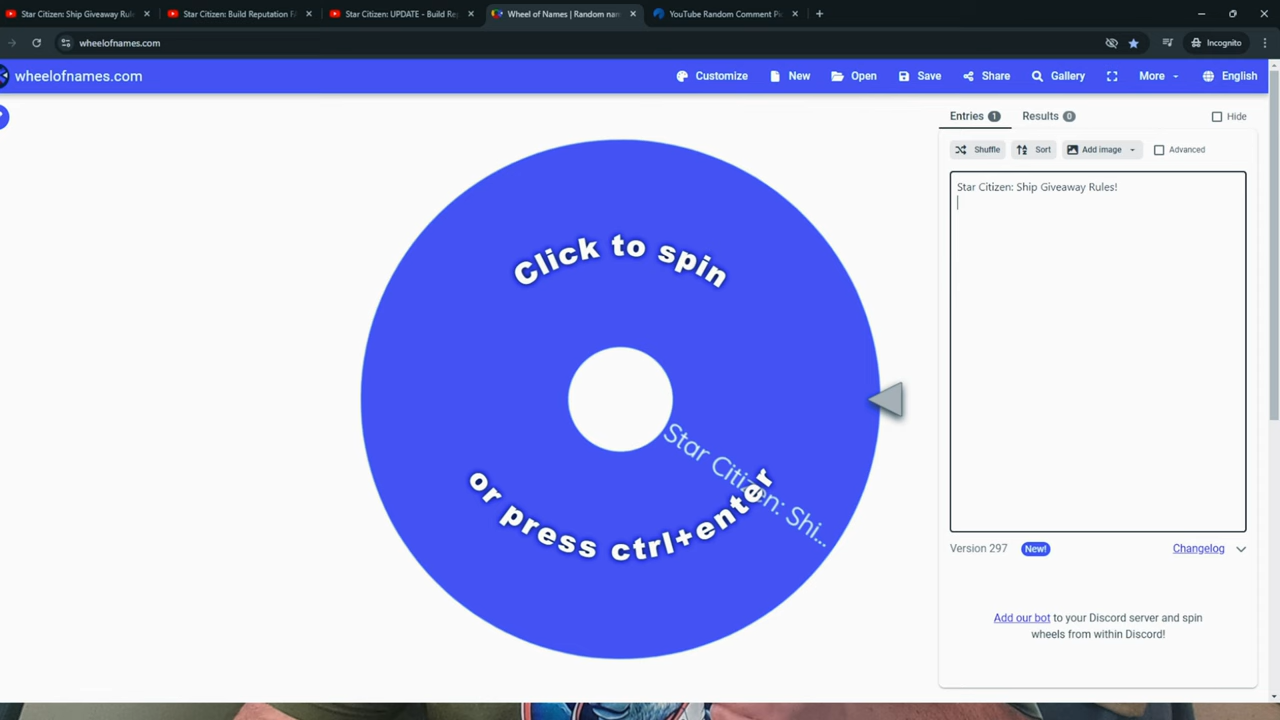 Star Citizen: Ship Giveaway Rul
Star Citizen: Build Reputation FA
Star Citizen: UPDATE - Build Re
Wheel of Names | Random na
YouTube Random Comment Pi
wheelofnames.com
Incognito
wheelofnames.com
Customize
New
Open
Save
Share
Gallery
More
English
Entries 1
Results 0
Hide
Shuffle
Sort
Add image
Advanced
Star Citizen: Ship Giveaway Rules!
Click to spin
Star Citizen: Shi...
or press ctrl+enter
Version 297
New!
Changelog
Add our bot to your Discord server and spin
wheels from within Discord!